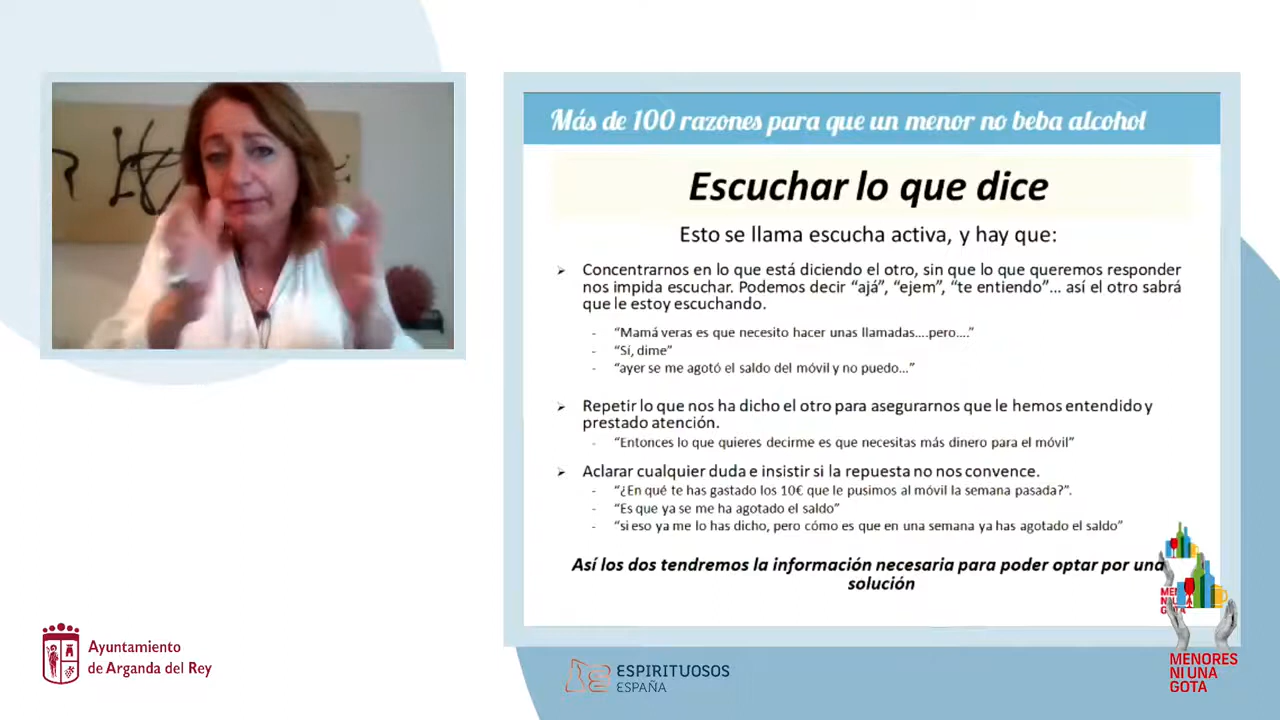 Más de 100 razones para que un menor no beba alcohol
Escuchar lo que dice
Esto se llama escucha activa, y hay que:
Concentrarnos en lo que está diciendo el otro, sin que lo que queremos responder
nos impida escuchar. Podemos decir “ajá”, “ejem”, “te entiendo”... así el otro sabrá
que le estoy escuchando.
- “Mamá veras es que necesito hacer unas llamadas....pero....”
- “Sí, dime”
- “ayer se me agotó el saldo del móvil y no puedo...”
Repetir lo que nos ha dicho el otro para asegurarnos que le hemos entendido y
prestado atención.
- “Entonces lo que quieres decirme es que necesitas más dinero para el móvil”
Aclarar cualquier duda e insistir si la repuesta no nos convence.
- “¿En qué te has gastado los 10€ que le pusimos al móvil la semana pasada?”.
- “Es que ya se me ha agotado el saldo”
- “si eso ya me lo has dicho, pero cómo es que en una semana ya has agotado el saldo”
Así los dos tendremos la información necesaria para poder optar por una
solución
Ayuntamiento
de Arganda del Rey
ESPIRITUOSOS
ESPAÑA
MENORES
NI UNA
GOTA